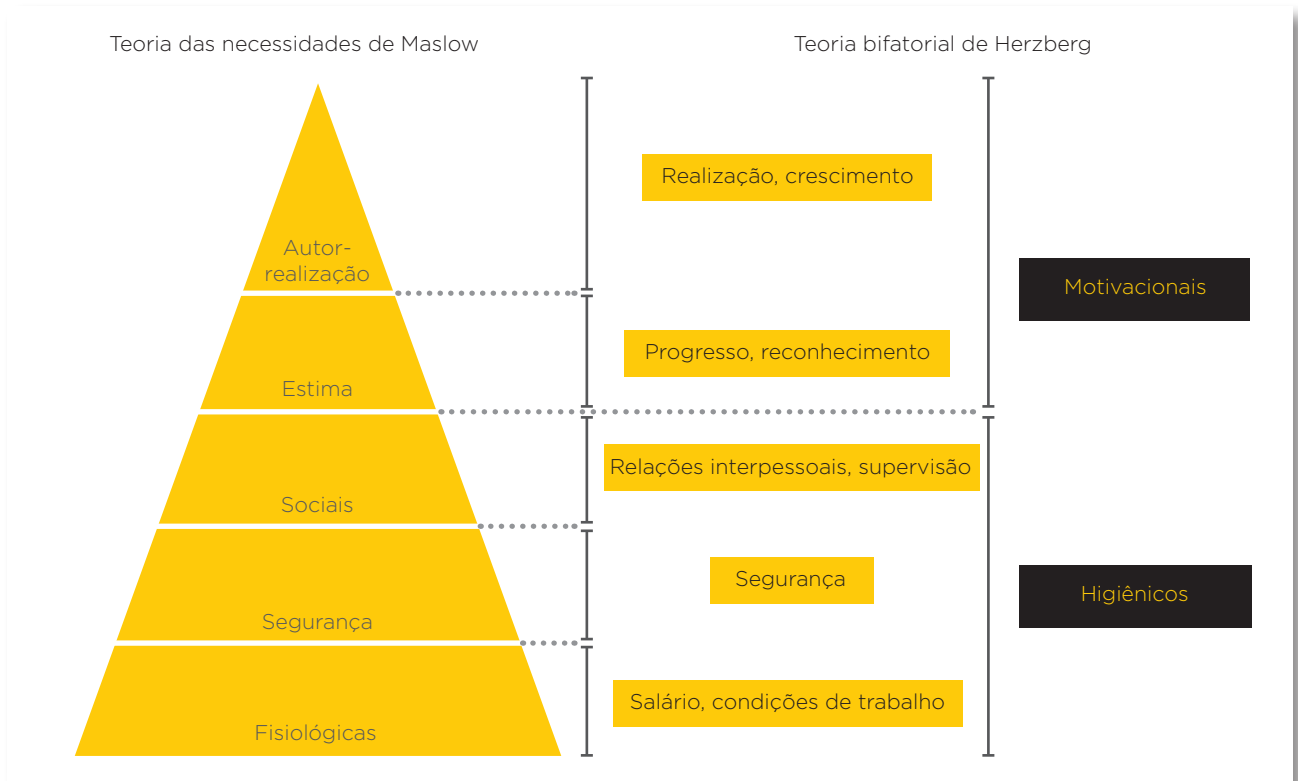 Teoria das necessidades de Maslow
Teoria bifatorial de Herzberg
Autor-
realização
Realização, crescimento
Motivacionais
Estima
Progresso, reconhecimento
Sociais
Relações interpessoais, supervisão
Segurança
Segurança
Higiênicos
Fisiológicas
Salário, condições de trabalho